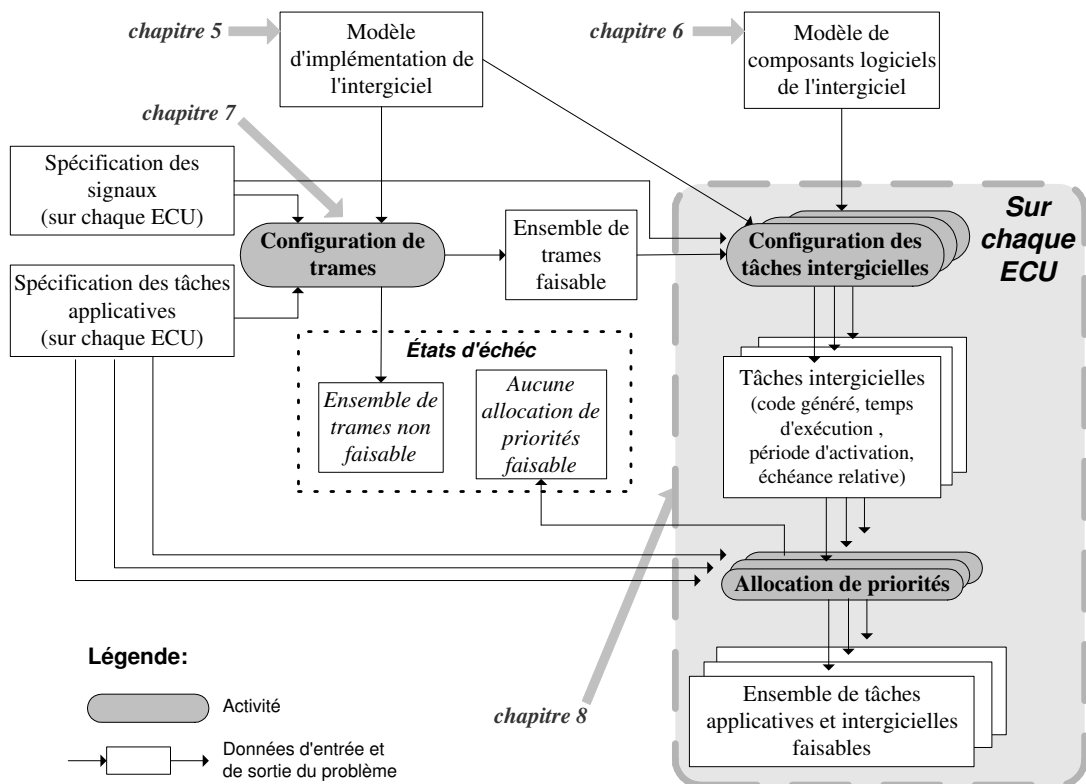 chapitre 5
Modèle
d'implémentation de
l'intergiciel
chapitre 6
Modèle de
composants logiciels
de l'intergiciel
chapitre 7
Spécification des
signaux
(sur chaque ECU)
Configuration de
trames
Ensemble de
trames
faisable
Configuration des
tâches intergicielles
Sur
chaque
ECU
Spécification des tâches
applicatives
(sur chaque ECU)
États d'échéc
Ensemble de
trames non
faisable
Aucune
allocation de
priorités
faisable
Tâches intergicielles
(code généré, temps
d'exécution ,
période d'activation,
échéance relative)
Allocation de priorités
Légende:
Activité
Données d'entrée et
de sortie du problème
chapitre 8
Ensemble de tâches
applicatives et intergicielles
faisables